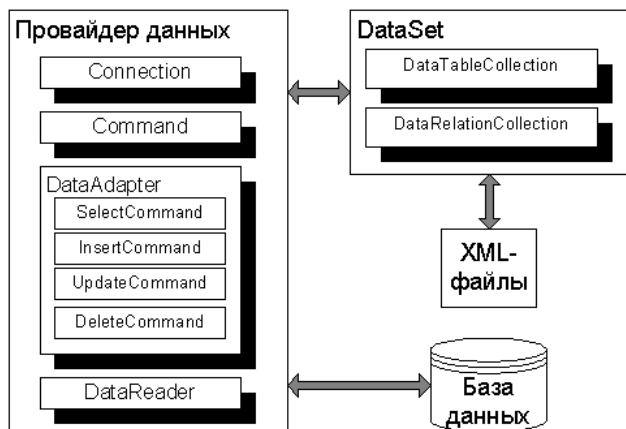 Провайдер данных
Connection
Command
DataAdapter
SelectCommand
InsertCommand
UpdateCommand
DeleteCommand
DataReader
DataSet
DataTableCollection
DataRelationCollection
XML-
файлы
База
данных